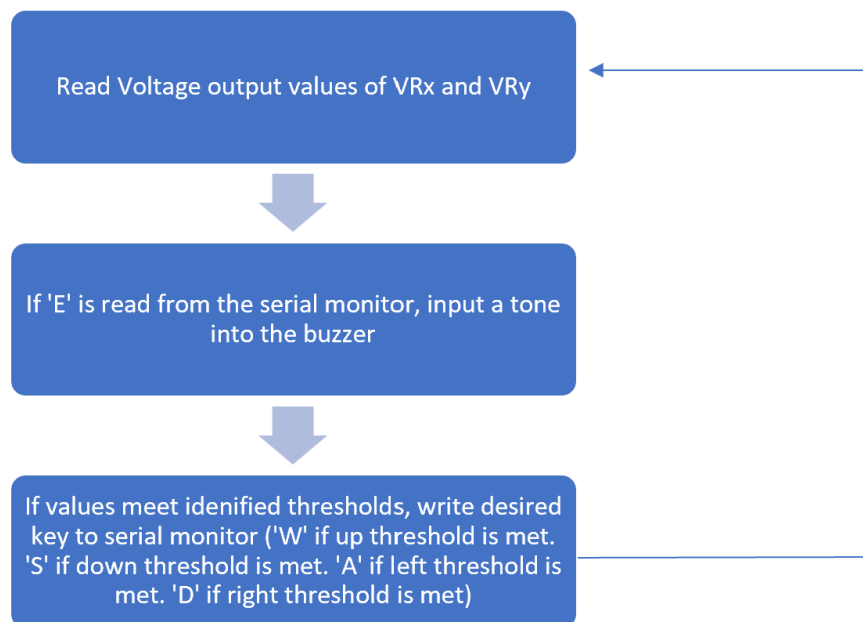 Read Voltage output values of VRx and VRy
If 'E' is read from the serial monitor, input a tone
into the buzzer
If values meet idenified thresholds, write desired
key to serial monitor ('W' if up threshold is met.
'S' if down threshold is met. 'A' if left threshold is
met. 'D' if right threshold is met)